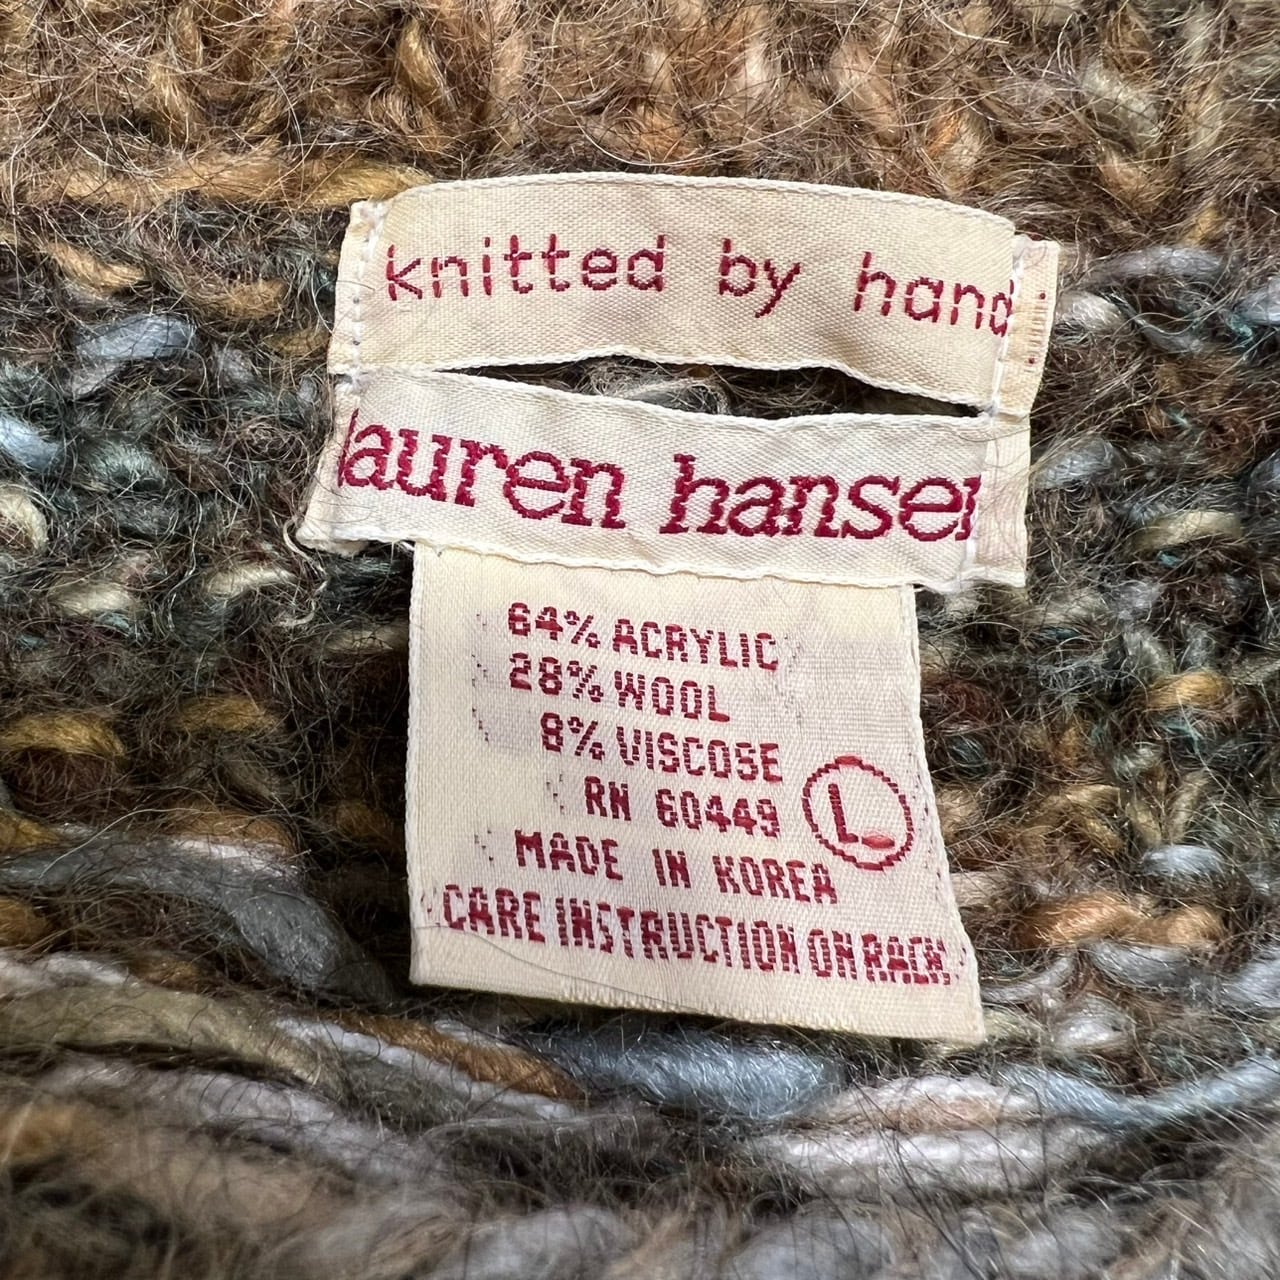 knitted by hand
lauren hansen
64% ACRYLIC
28% WOOL
8% VISCOSE
RN 60449
L
MADE IN KOREA
CARE INSTRUCTION ON BACK